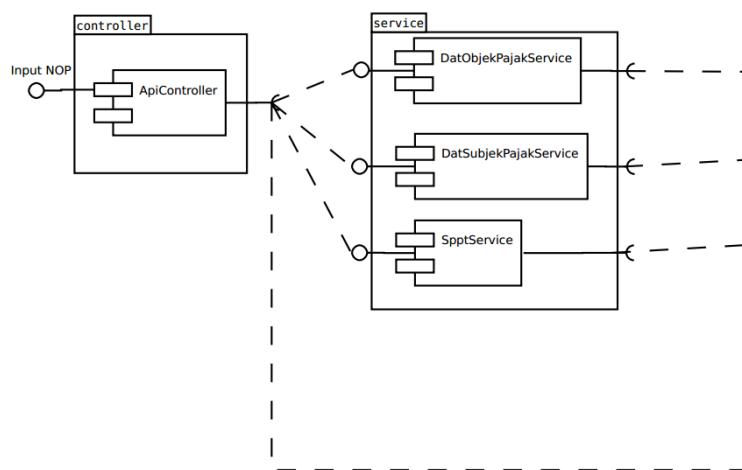 controller
service
Input NOP
ApiController
DatObjekPajakService
DatSubjekPajakService
SpptService